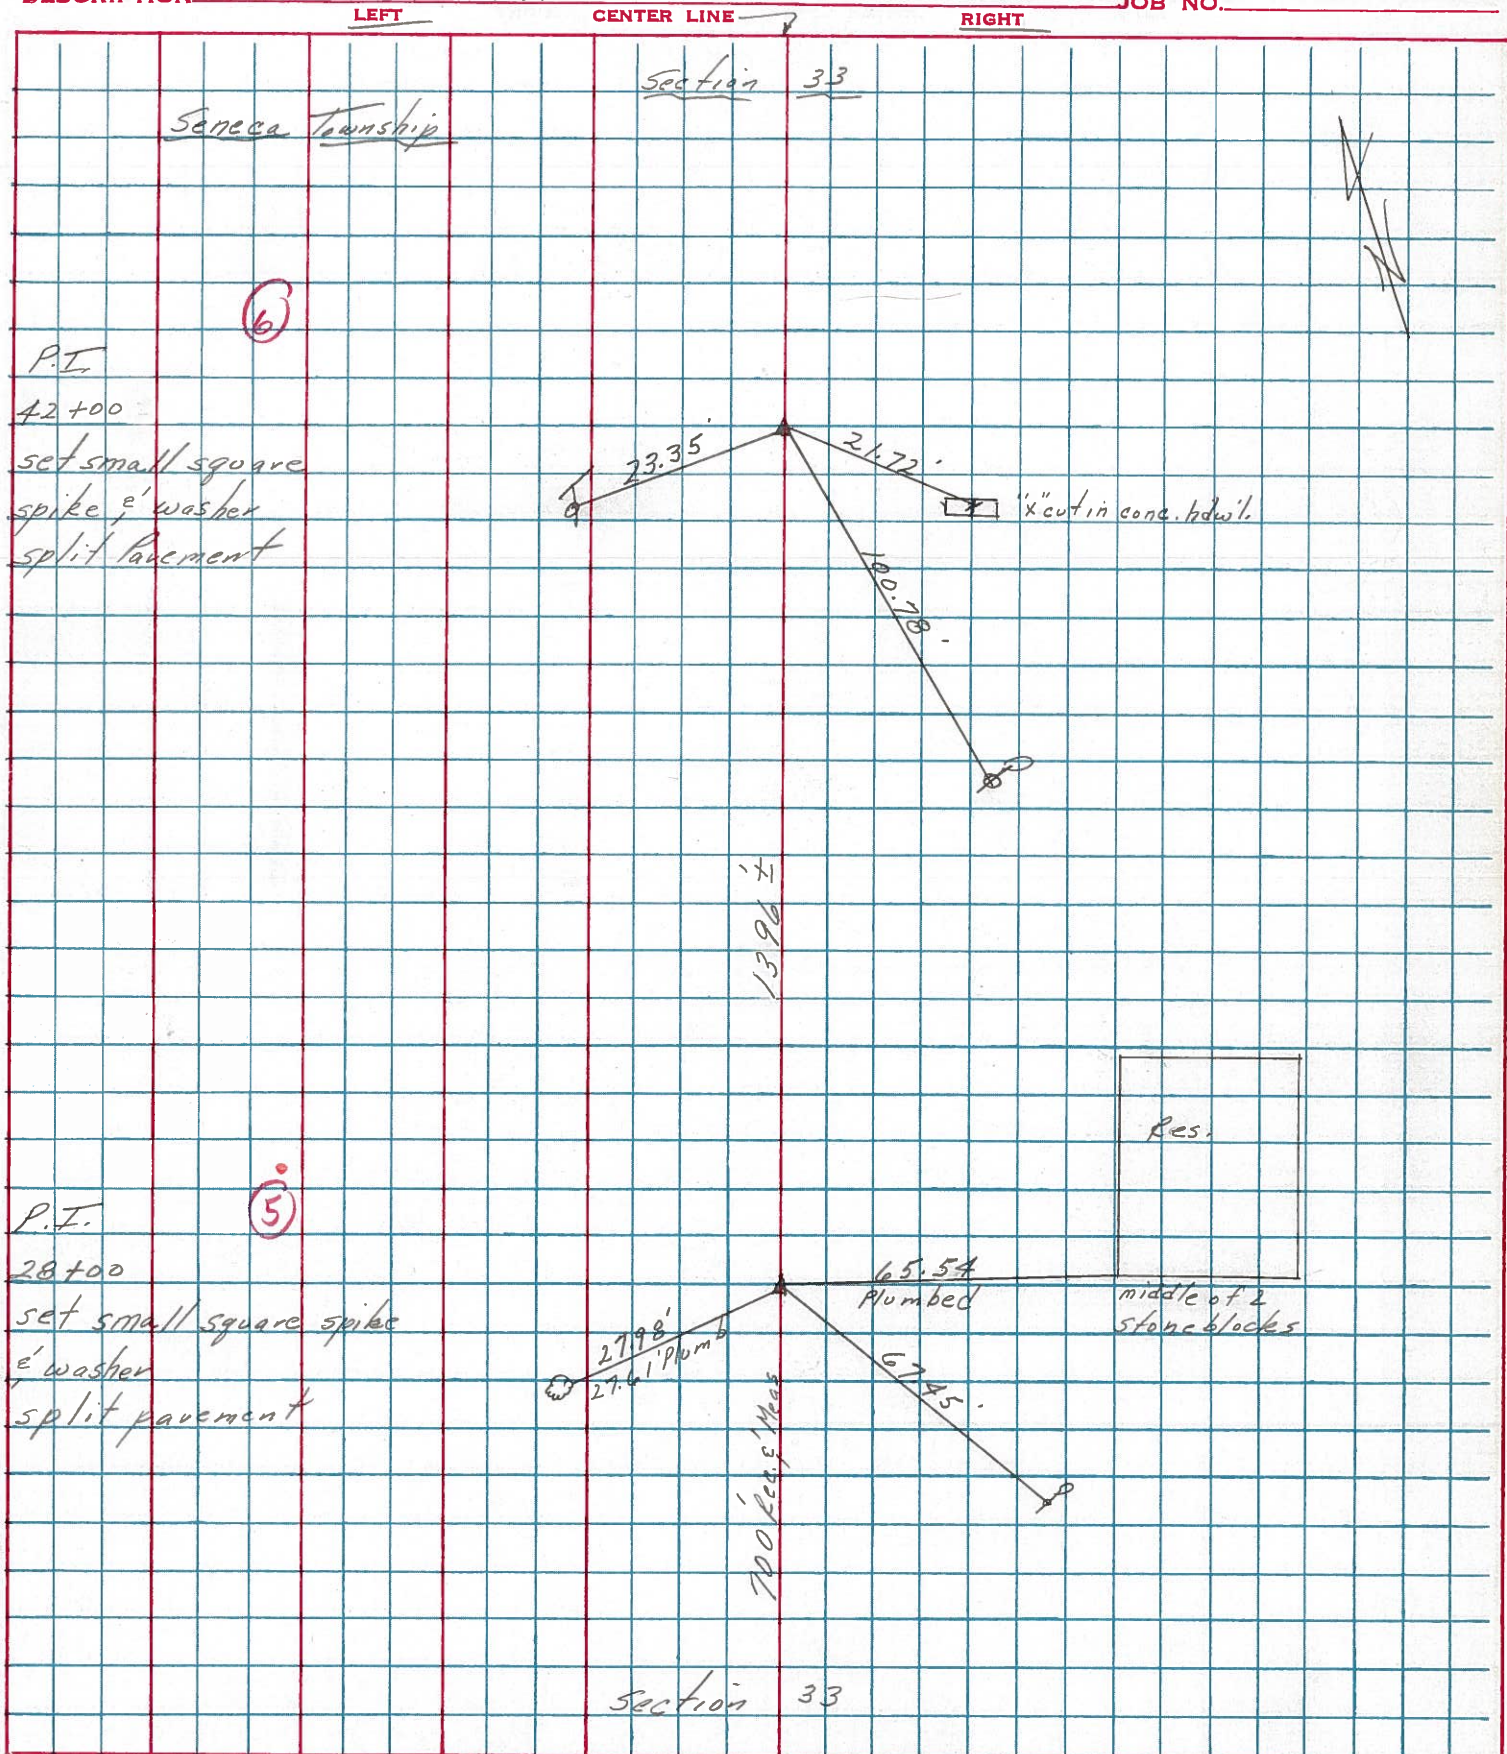 DESCRIPTION JOB NO.
LEFT CENTER LINE RIGHT
Section 33
Seneca Township
N
6
P.I.
42+00
set small square
spike & washer
split Pavement
23.35'
21.72'
"x" cut in conc. hdw'l.
100.78'
1396'±
Res.
5
P.I.
28+00
set small square spike
& washer
split pavement
65.54
Plumbed
middle of 2
stone blocks
27.98'
27.61' Plumb
67.45'
700' Rec. & Meas
Section 33